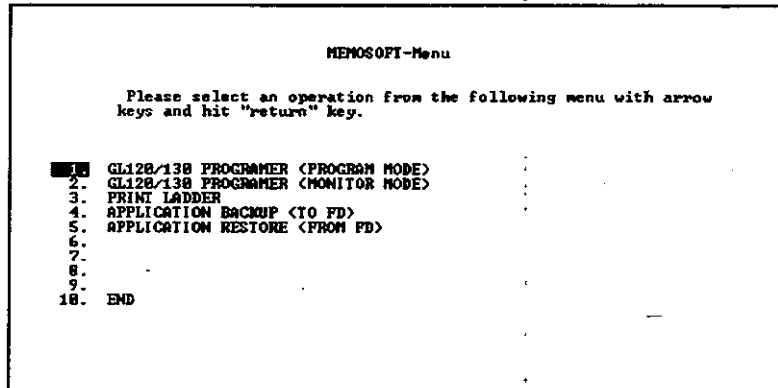 MEMOSOFT-Menu
Please select an operation from the following menu with arrow
keys and hit "return" key.
1. GL120/130 PROGRAMER (PROGRAM MODE)
2. GL120/130 PROGRAMER (MONITOR MODE)
3. PRINT LADDER
4. APPLICATION BACKUP (TO FD)
5. APPLICATION RESTORE (FROM FD)
6.
7.
8.
9.
10. END